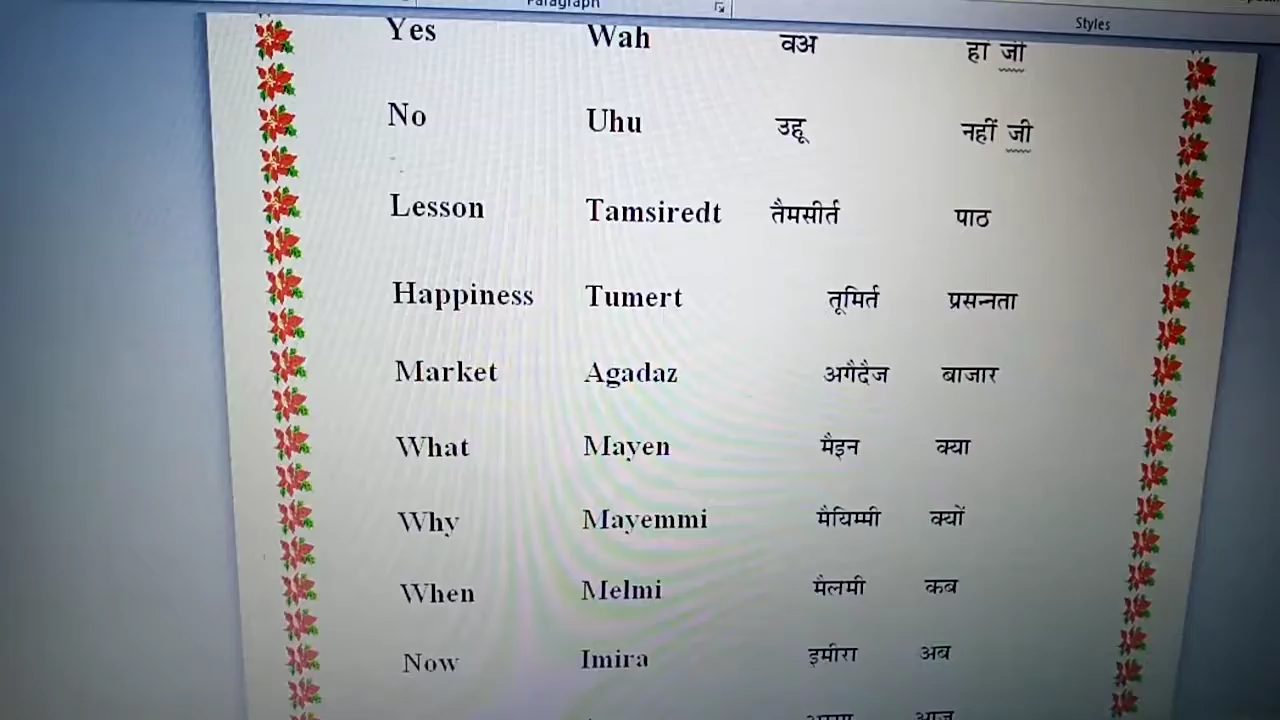 Paragraph
Styles
Yes Wah वअ हाँ जी
No Uhu उहू नहीं जी
Lesson Tamsiredt तैमसीर्त पाठ
Happiness Tumert तूमिर्त प्रसन्नता
Market Agadaz अगैदैज बाजार
What Mayen मैइन क्या
Why Mayemmi मैयिम्मी क्यों
When Melmi मैलमी कब
Now Imira इमीरा अब
आज